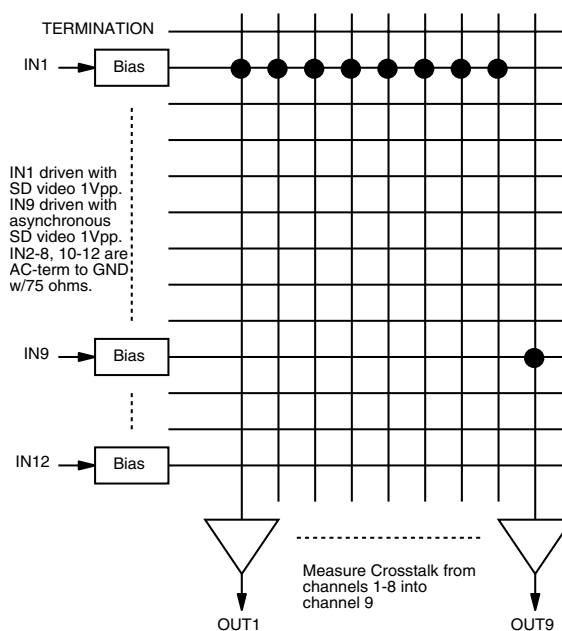 TERMINATION
IN1
Bias
IN1 driven with
SD video 1Vpp.
IN9 driven with
asynchronous
SD video 1Vpp.
IN2-8, 10-12 are
AC-term to GND
w/75 ohms.
IN9
Bias
IN12
Bias
Measure Crosstalk from
channels 1-8 into
channel 9
OUT1
OUT9